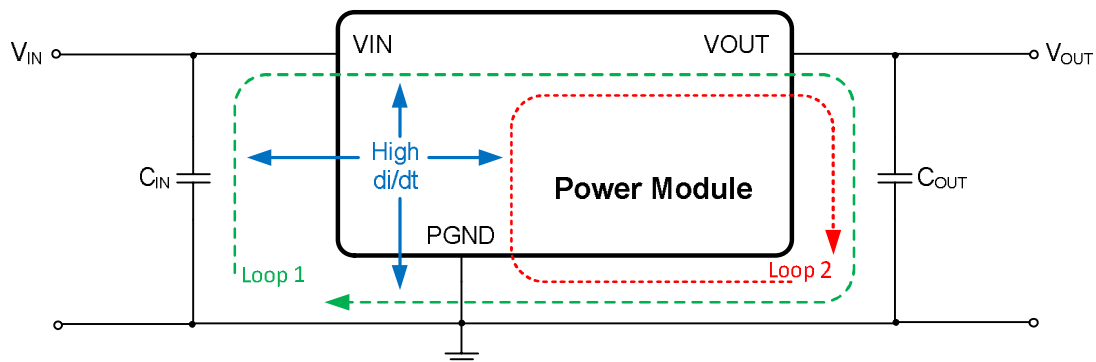 VIN
VIN
VOUT
VOUT
High
di/dt
CIN
Power Module
COUT
PGND
Loop 1
Loop 2